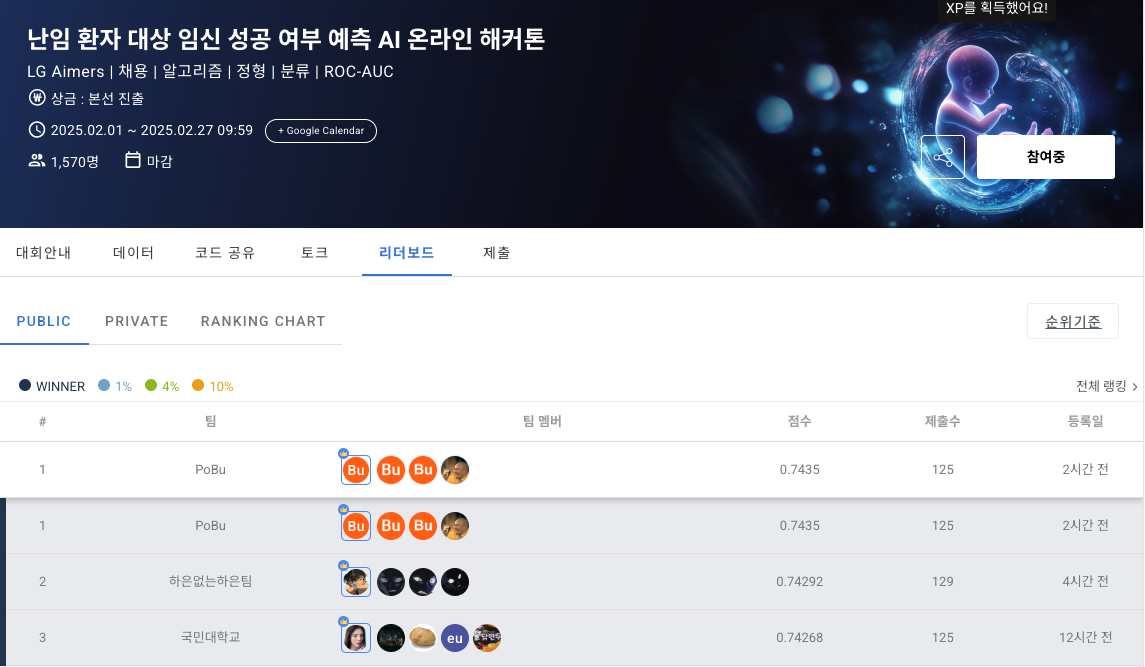 XP를 획득했어요!
난임 환자 대상 임신 성공 여부 예측 AI 온라인 해커톤
LG Aimers | 채용 | 알고리즘 | 정형 | 분류 | ROC-AUC
₩ 상금 : 본선 진출
2025.02.01 ~ 2025.02.27 09:59 + Google Calendar
1,570명 마감
참여중
대회안내 데이터 코드 공유 토크 리더보드 제출
PUBLIC PRIVATE RANKING CHART 순위기준
WINNER 1% 4% 10% 전체 랭킹 >
# 팀 팀 멤버 점수 제출수 등록일
1 PoBu Bu Bu Bu 0.7435 125 2시간 전
1 PoBu Bu Bu Bu 0.7435 125 2시간 전
2 하은없는하은팀 0.74292 129 4시간 전
3 국민대학교 eu 0.74268 125 12시간 전